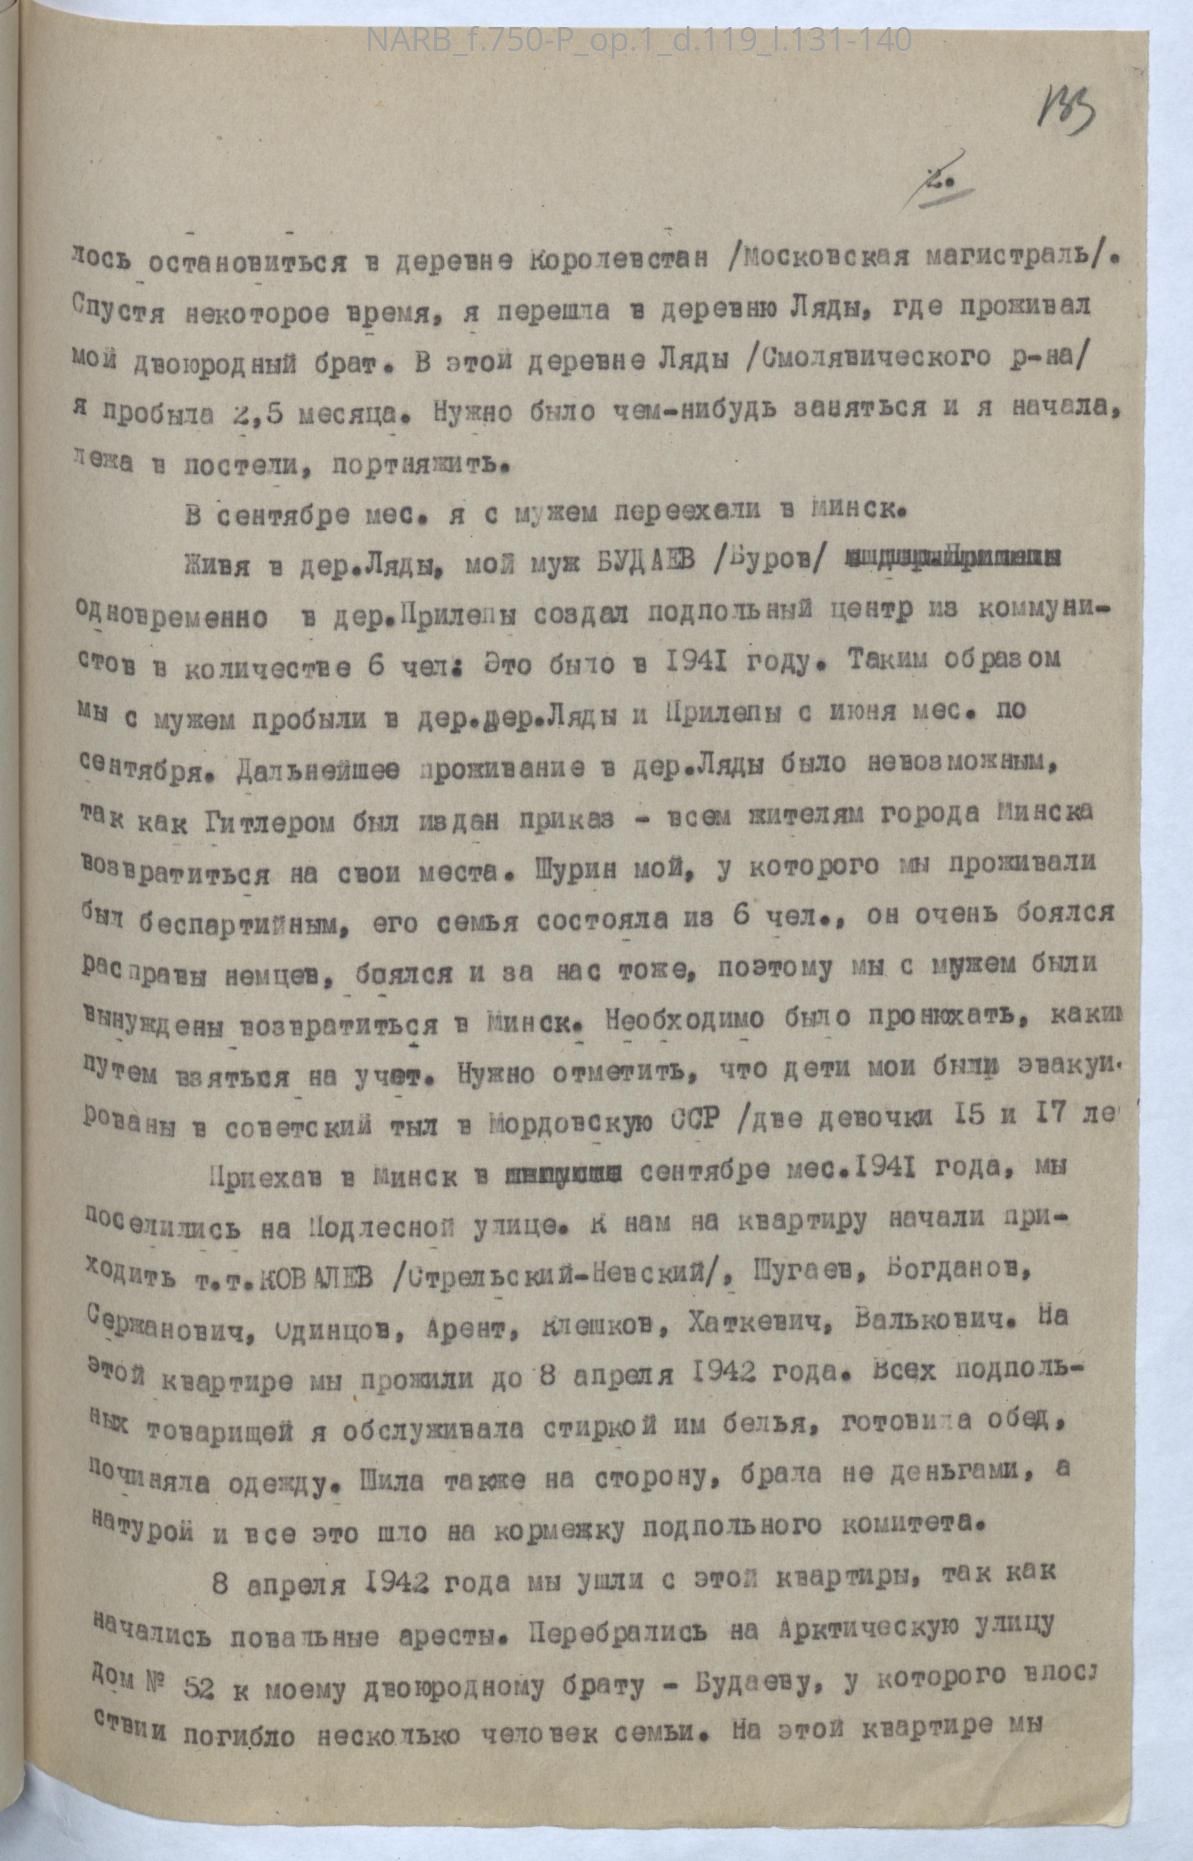 NARB_f.750-P_op.1_d.119_l.131-140
133
2.
лось остановиться в деревне Королевстан /Московская магистраль/.
Спустя некоторое время, я перешла в деревню Ляды, где проживал
мой двоюродный брат. В этой деревне Ляды /Смолявического р-на/
я пробыла 2,5 месяца. Нужно было чем-нибудь заняться и я начала,
лежа в постели, портняжить.
В сентябре мес. я с мужем переехали в Минск.
Живя в дер.Ляды, мой муж БУДАЕВ /Буров/
одновременно в дер.Прилепы создал подпольный центр из коммуни-
стов в количестве 6 чел: Это было в 1941 году. Таким образом
мы с мужем пробыли в дер.дер.Ляды и Прилепы с июня мес. по
сентября. Дальнейшее проживание в дер.Ляды было невозможным,
так как Гитлером был издан приказ - всем жителям города Минска
возвратиться на свои места. Шурин мой, у которого мы проживали
был беспартийным, его семья состояла из 6 чел., он очень боялся
расправы немцев, боялся и за нас тоже, поэтому мы с мужем были
вынуждены возвратиться в Минск. Необходимо было пронюхать, каким
путем взяться на учет. Нужно отметить, что дети мои были эвакуи-
рованы в советский тыл в Мордовскую ССР /две девочки 15 и 17 ле
Приехав в Минск в сентябре мес.1941 года, мы
поселились на Подлесной улице. К нам на квартиру начали при-
ходить т.т.КОВАЛЕВ /Стрельский-Невский/, Шугаев, Богданов,
Сержанович, Одинцов, Арент, Клешков, Хаткевич, Валькович. На
этой квартире мы прожили до 8 апреля 1942 года. Всех подполь-
ных товарищей я обслуживала стиркой им белья, готовила обед,
починяла одежду. Шила также на сторону, брала не деньгами, а
натурой и все это шло на кормежку подпольного комитета.
8 апреля 1942 года мы ушли с этой квартиры, так как
начались повальные аресты. Перебрались на Арктическую улицу
дом № 52 к моему двоюродному брату - Будаеву, у которого впосл
ствии погибло несколько человек семьи. На этой квартире мы